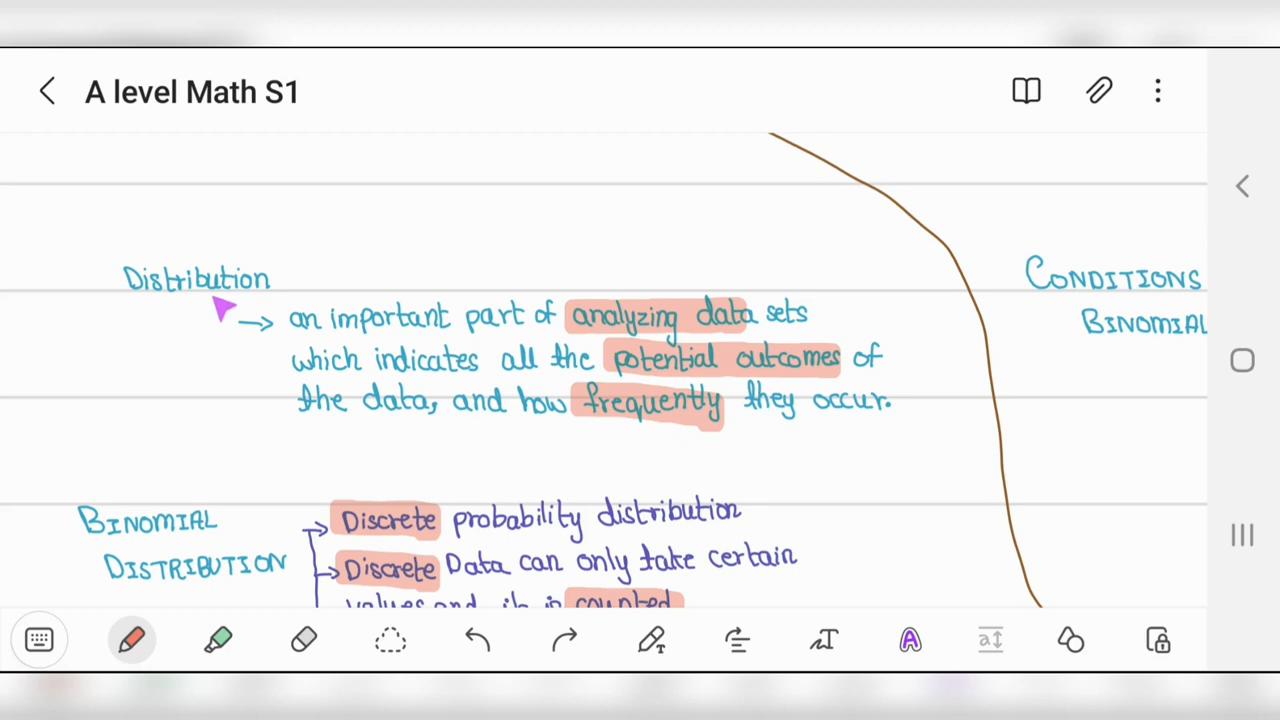 A level Math S1
Distribution
→ an important part of analyzing data sets
which indicates all the potential outcomes of
the data, and how frequently they occur.
CONDITIONS
BINOMIAL
BINOMIAL
DISTRIBUTION
→ Discrete probability distribution
→ Discrete Data can only take certain
values and
counted